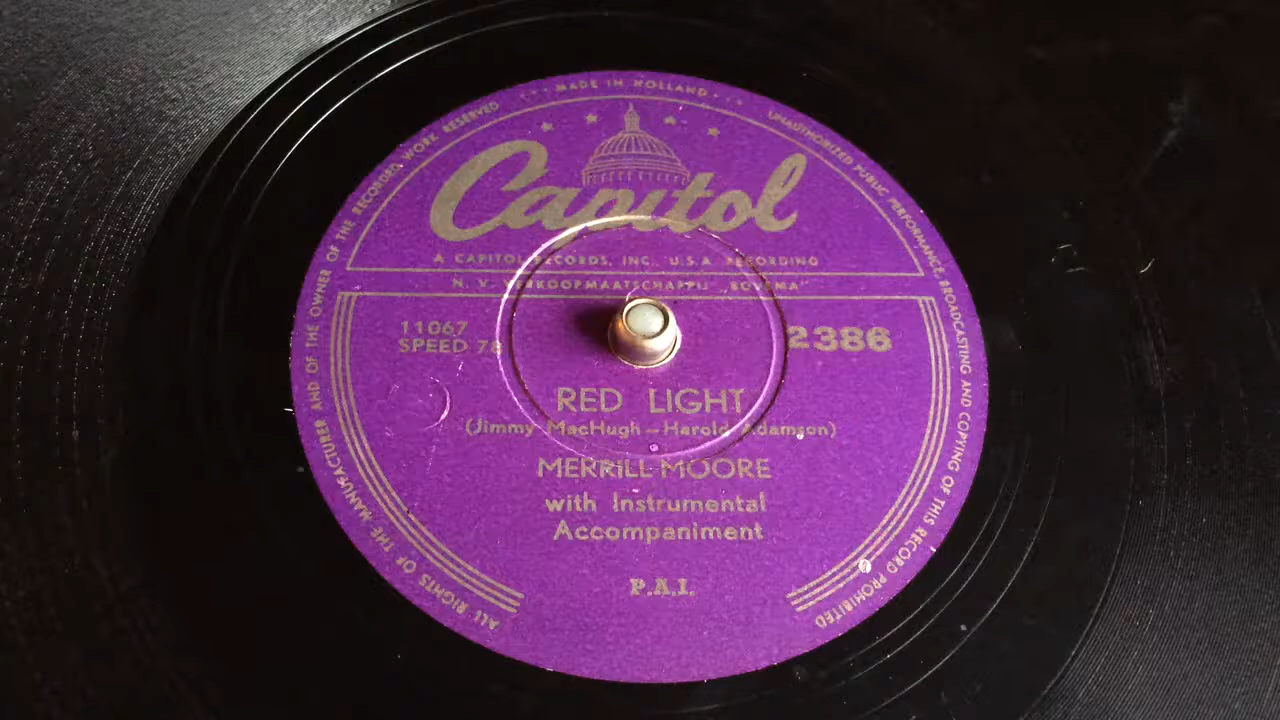 MADE IN HOLLAND
Capitol
A CAPITOL RECORDS, INC., U.S.A. RECORDING
N. V. VERKOOPMAATSCHAPPIJ "BOVEMA"
11067
SPEED 78
2386
RED LIGHT
(Jimmy MacHugh - Harold Adamson)
MERRILL MOORE
with Instrumental
Accompaniment
P.A.I.
ALL RIGHTS OF THE MANUFACTURER AND OF THE OWNER OF THE RECORDED WORK RESERVED
UNAUTHORIZED PUBLIC PERFORMANCE, BROADCASTING AND COPYING OF THIS RECORD PROHIBITED